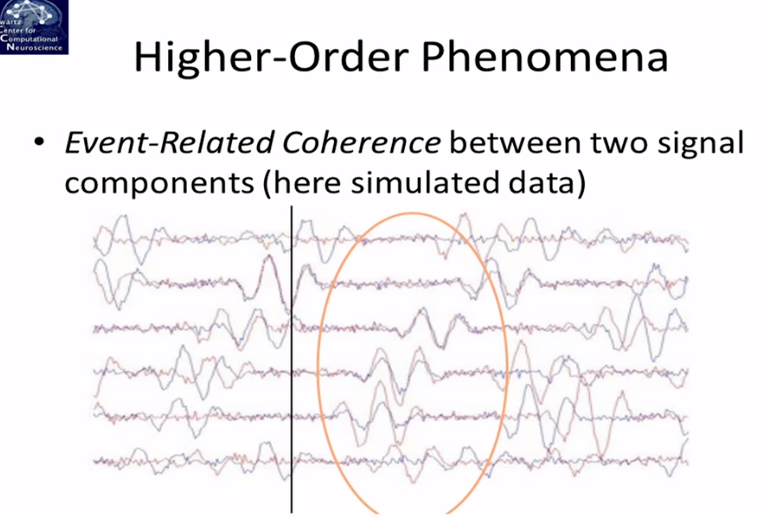 wartz
Center for
Computational
Neuroscience
Higher-Order Phenomena
• Event-Related Coherence between two signal
components (here simulated data)